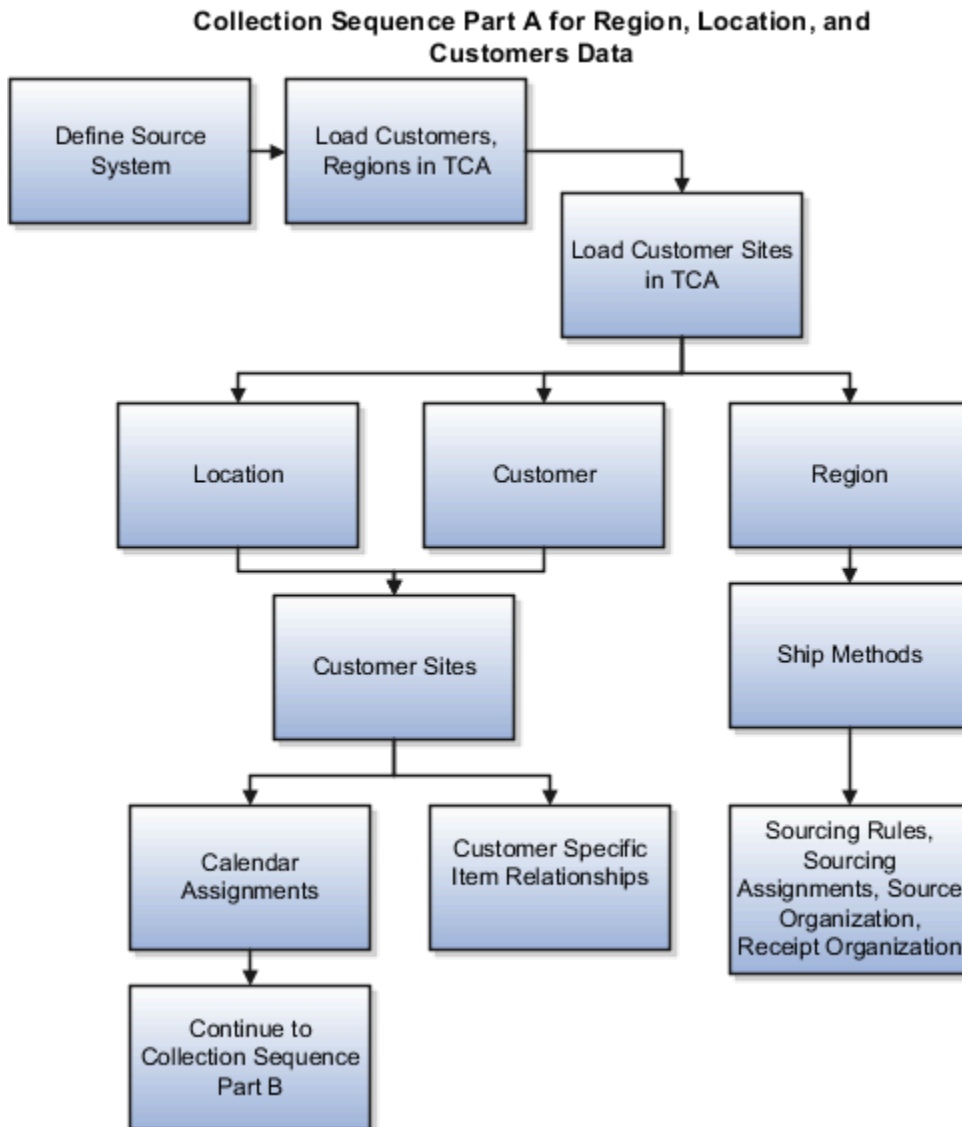 Collection Sequence Part A for Region, Location, and
Customers Data
Define Source
System
Load Customers,
Regions in TCA
Load Customer Sites
in TCA
Location
Customer
Region
Customer Sites
Ship Methods
Calendar
Assignments
Customer Specific
Item Relationships
Sourcing Rules,
Sourcing
Assignments, Source
Organization,
Receipt Organization
Continue to
Collection Sequence
Part B